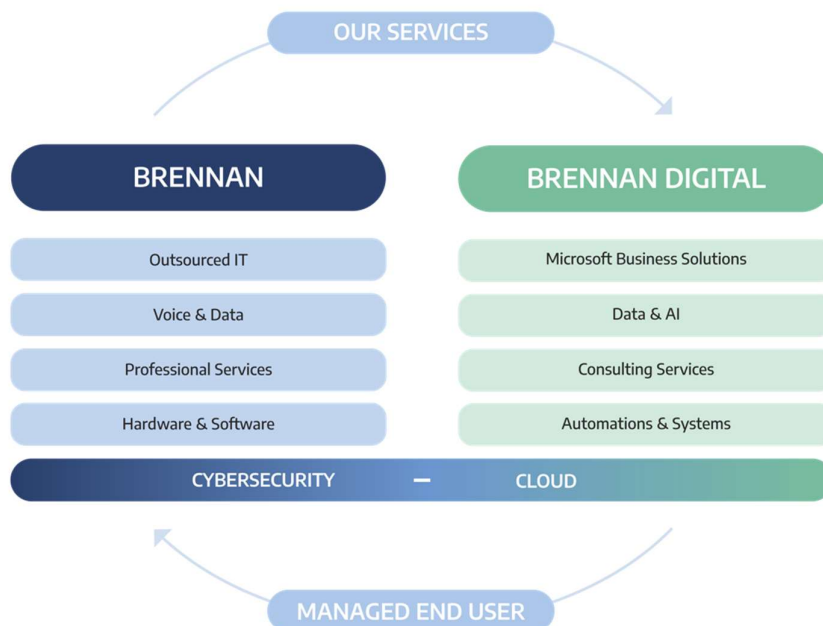 OUR SERVICES
BRENNAN
Outsourced IT
Voice & Data
Professional Services
Hardware & Software
BRENNAN DIGITAL
Microsoft Business Solutions
Data & AI
Consulting Services
Automations & Systems
CYBERSECURITY – CLOUD
MANAGED END USER